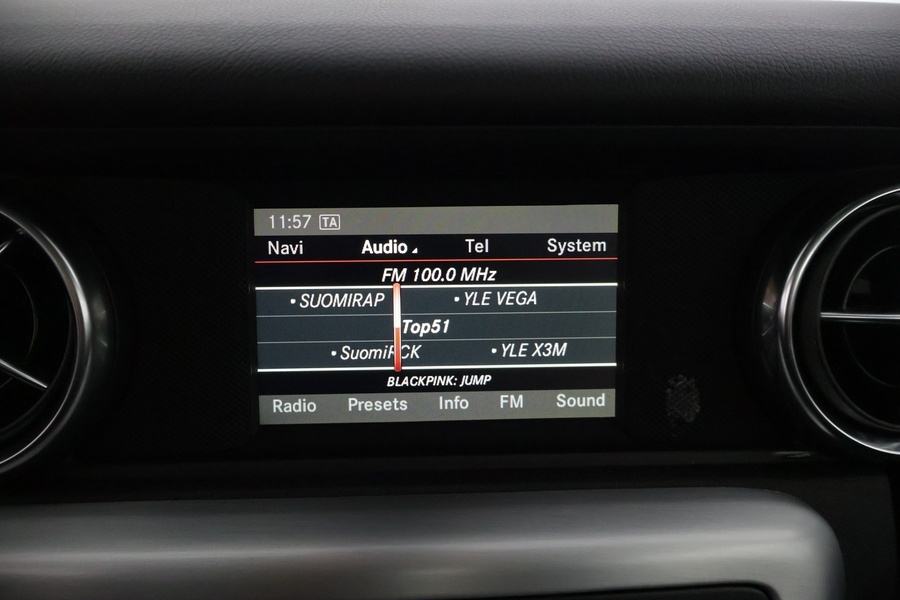 11:57 TA
Navi Audio Tel System
FM 100.0 MHz
• SUOMIRAP • YLE VEGA
Top51
• SuomiRCK • YLE X3M
BLACKPINK: JUMP
Radio Presets Info FM Sound